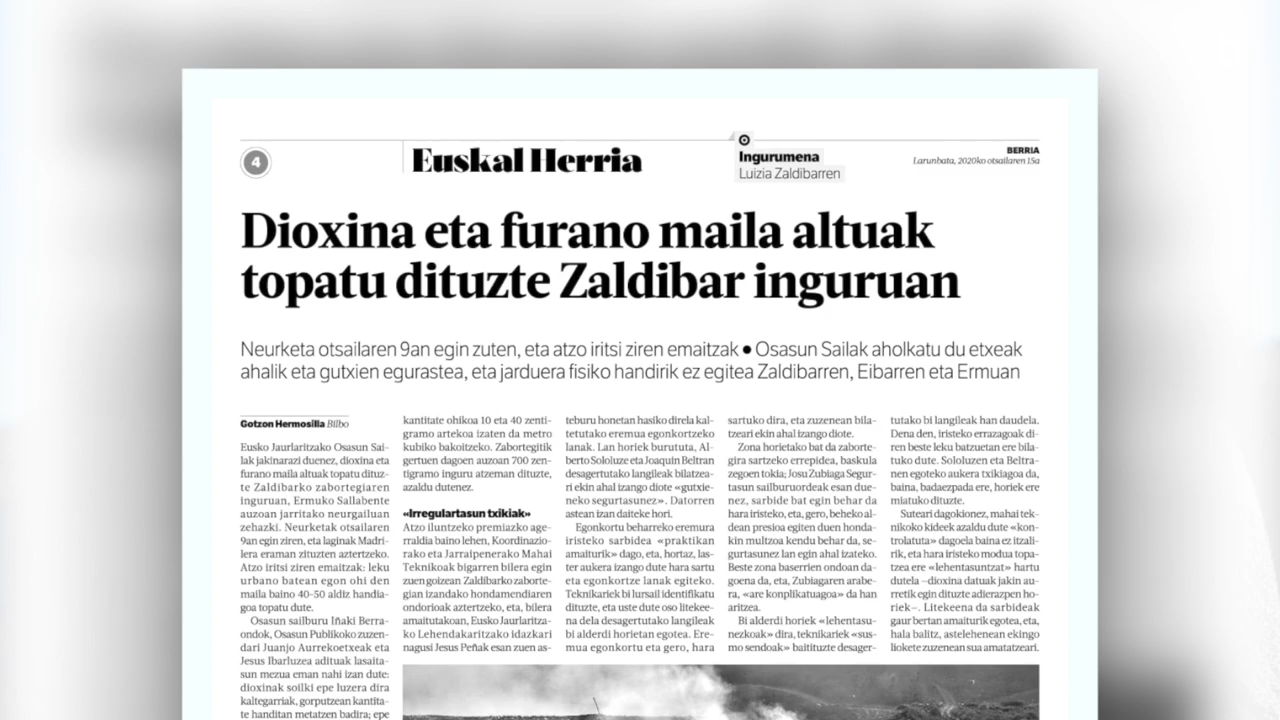 4
Euskal Herria
Ingurumena
Luizia Zaldibarren
BERRIA
Larunbata, 2020ko otsailaren 15a
Dioxina eta furano maila altuak
topatu dituzte Zaldibar inguruan
Neurketa otsailaren 9an egin zuten, eta atzo iritsi ziren emaitzak ● Osasun Sailak aholkatu du etxeak
ahalik eta gutxien egurastea, eta jarduera fisiko handirik ez egitea Zaldibarren, Eibarren eta Ermuan
Gotzon Hermosilla Bilbo
Eusko Jaurlaritzako Osasun Sai-
lak jakinarazi duenez, dioxina eta
furano maila altuak topatu dituz-
te Zaldibarko zabortegiaren
inguruan, Ermuko Sallabente
auzoan jarritako neurgailuan
zehazki. Neurketak otsailaren
9an egin ziren, eta laginak Madri-
lera eraman zituzten aztertzeko.
Atzo iritsi ziren emaitzak: leku
urbano batean egon ohi den
maila baino 40-50 aldiz handia-
goa topatu dute.
Osasun sailburu Iñaki Berra-
ondok, Osasun Publikoko zuzen-
dari Juanjo Aurrekoetxeak eta
Jesus Ibarluzea adituak lasaita-
sun mezua eman nahi izan dute:
dioxinak soilki epe luzera dira
kaltegarriak, gorputzean kantita-
te handitan metatzen badira; epe
kantitate ohikoa 10 eta 40 zenti-
gramo artekoa izaten da metro
kubiko bakoitzeko. Zabortegitik
gertuen dagoen auzoan 700 zen-
tigramo inguru atzeman dituzte,
azaldu dutenez.
«Irregulartasun txikiak»
Atzo iluntzeko premiazko age-
rraldia baino lehen, Koordinazio-
rako eta Jarraipenerako Mahai
Teknikoak bigarren bilera egin
zuen goizean Zaldibarko zaborte-
gian izandako hondamendiaren
ondorioak aztertzeko, eta, bilera
amaitutakoan, Eusko Jaurlaritza-
ko Lehendakaritzako idazkari
nagusi Jesus Peñak esan zuen as-
teburu honetan hasiko direla kal-
tetutako eremua egonkortzeko
lanak. Lan horiek burututa, Al-
berto Sololuze eta Joaquin Beltran
desagertutako langileak bilatzea-
ri ekin ahal izango diote «gutxie-
neko segurtasunez». Datorren
astean izan daiteke hori.
Egonkortu beharreko eremura
iristeko sarbidea «praktikan
amaiturik» dago, eta, hortaz, las-
ter aukera izango dute hara sartu
eta egonkortze lanak egiteko.
Teknikariek bi lursail identifikatu
dituzte, eta uste dute oso litekee-
na dela desagertutako langileak
bi alderdi horietan egotea. Ere-
mua egonkortu eta gero, hara
sartuko dira, eta zuzenean bila-
tzeari ekin ahal izango diote.
Zona horietako bat da zaborte-
gira sartzeko errepidea, baskula
zegoen tokia; Josu Zubiaga Segur-
tasun sailburuordeak esan due-
nez, sarbide bat egin behar da
hara iristeko, eta, gero, beheko al-
dean presioa egiten duen honda-
kin multzoa kendu behar da, se-
gurtasunez lan egin ahal izateko.
Beste zona baserrien ondoan da-
goena da, eta, Zubiagaren arabe-
ra, «are konplikatuagoa» da han
aritzea.
Bi alderdi horiek «lehentasu-
nezkoak» dira, teknikariek «sus-
mo sendoak» baitituzte desager-
tutako bi langileak han daudela.
Dena den, iristeko errazagoak di-
ren beste leku batzuetan ere bila-
tuko dute. Sololuzen eta Beltra-
nen egoteko aukera txikiagoa da,
baina, badaezpada ere, horiek ere
miatuko dituzte.
Suteari dagokionez, mahai tek-
nikoko kideek azaldu dute «kon-
trolatuta» dagoela baina ez itzali-
rik, eta hara iristeko modua topa-
tzea ere «lehentasuntzat» hartu
dutela –dioxina datuak jakin au-
rretik egin dituzte adierazpen ho-
riek–. Litekeena da sarbideak
gaur bertan amaiturik egotea, eta,
hala balitz, astelehenean ekingo
liokete zuzenean sua amatatzeari.